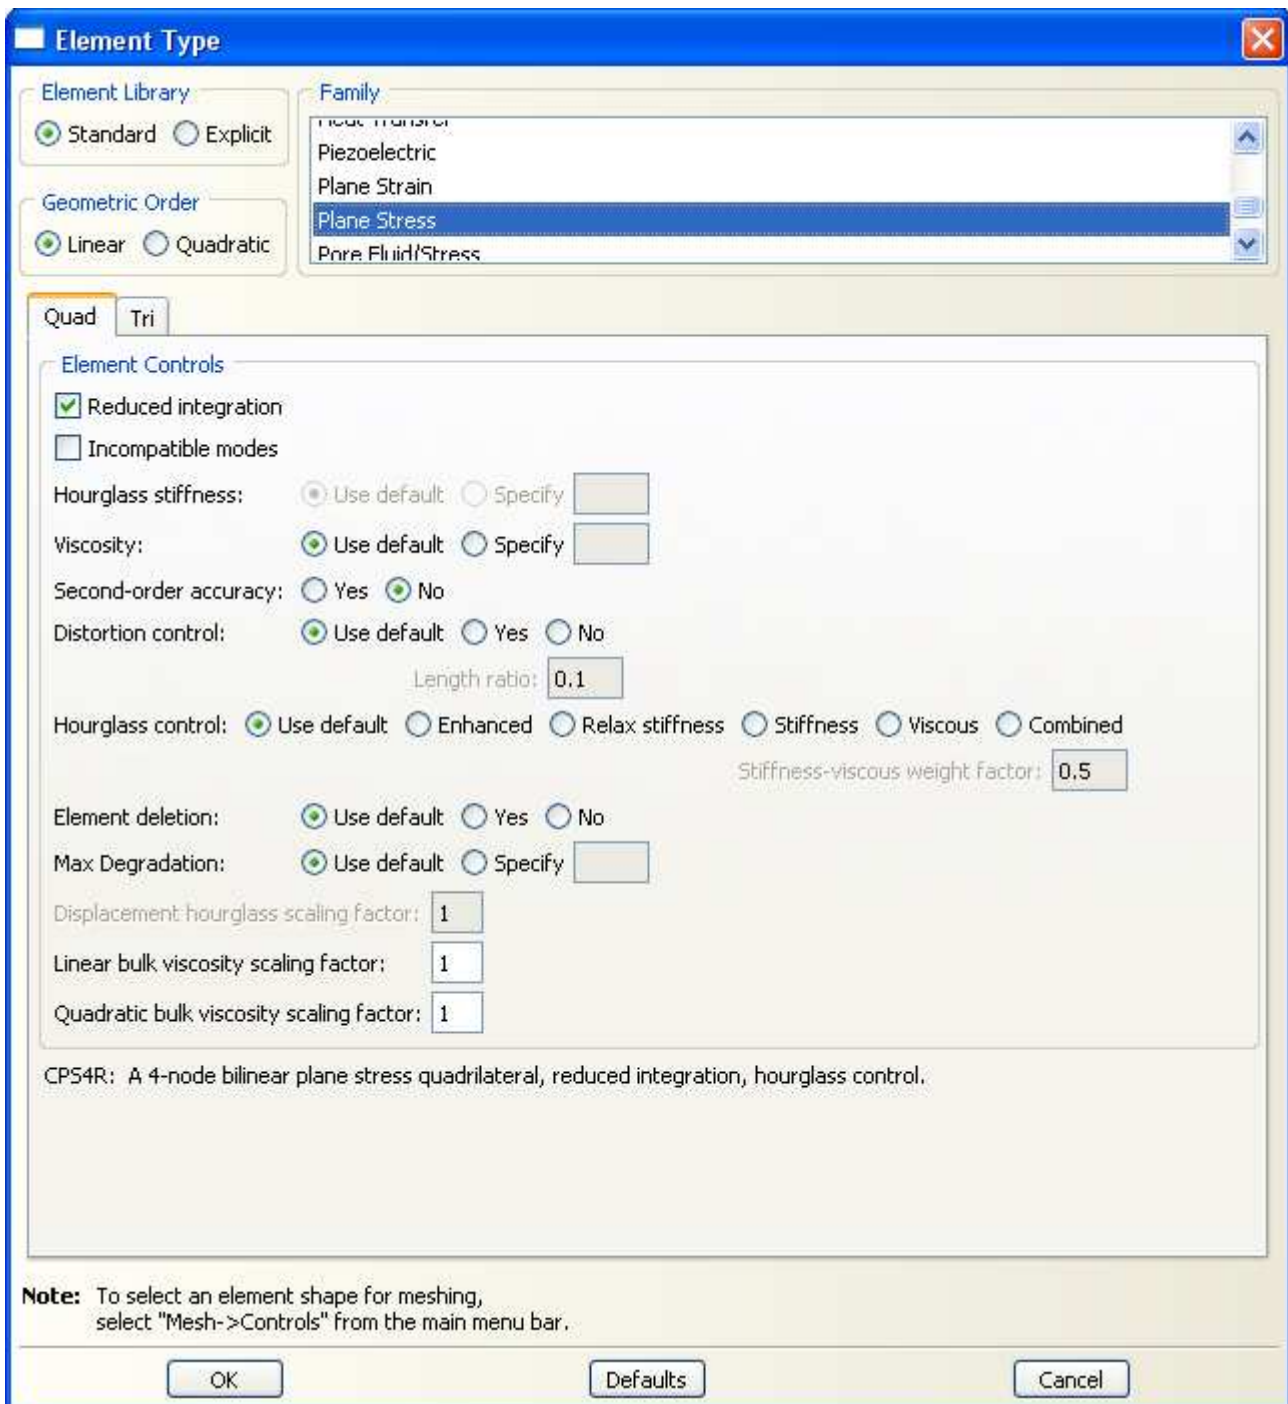 Element Type
Element Library
Standard Explicit
Geometric Order
Linear Quadratic
Family
Heat Transfer
Piezoelectric
Plane Strain
Plane Stress
Pore Fluid/Stress
Quad Tri
Element Controls
Reduced integration
Incompatible modes
Hourglass stiffness: Use default Specify
Viscosity: Use default Specify
Second-order accuracy: Yes No
Distortion control: Use default Yes No
Length ratio: 0.1
Hourglass control: Use default Enhanced Relax stiffness Stiffness Viscous Combined
Stiffness-viscous weight factor: 0.5
Element deletion: Use default Yes No
Max Degradation: Use default Specify
Displacement hourglass scaling factor: 1
Linear bulk viscosity scaling factor: 1
Quadratic bulk viscosity scaling factor: 1
CPS4R: A 4-node bilinear plane stress quadrilateral, reduced integration, hourglass control.
Note: To select an element shape for meshing,
select "Mesh->Controls" from the main menu bar.
OK Defaults Cancel